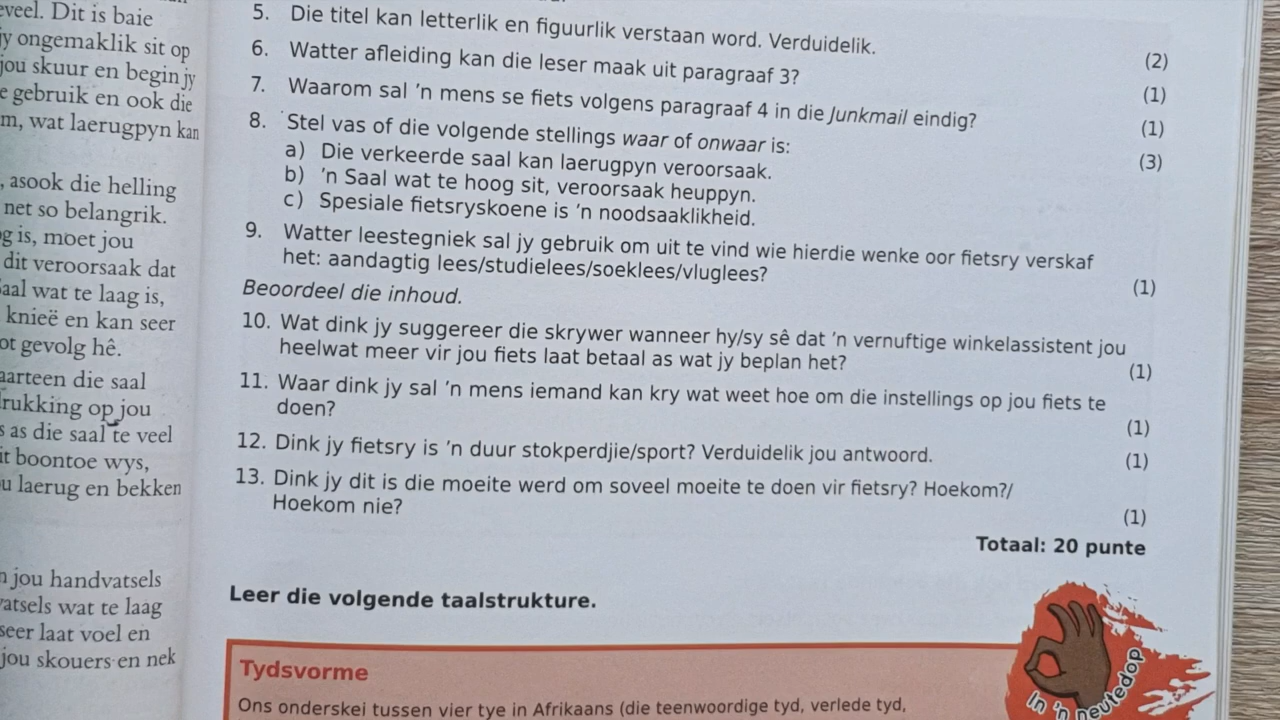 eveel. Dit is baie
jy ongemaklik sit op
jou skuur en begin jy
e gebruik en ook die
m, wat laerugpyn kan
, asook die helling
net so belangrik.
g is, moet jou
dit veroorsaak dat
aal wat te laag is,
knieë en kan seer
ot gevolg hê.
aarteen die saal
rukking op jou
s as die saal te veel
it boontoe wys,
u laerug en bekken
n jou handvatsels
vatsels wat te laag
seer laat voel en
jou skouers en nek
5. Die titel kan letterlik en figuurlik verstaan word. Verduidelik. (2)
6. Watter afleiding kan die leser maak uit paragraaf 3? (1)
7. Waarom sal ’n mens se fiets volgens paragraaf 4 in die Junkmail eindig? (1)
8. Stel vas of die volgende stellings waar of onwaar is: (3)
a) Die verkeerde saal kan laerugpyn veroorsaak.
b) ’n Saal wat te hoog sit, veroorsaak heuppyn.
c) Spesiale fietsryskoene is ’n noodsaaklikheid.
9. Watter leestegniek sal jy gebruik om uit te vind wie hierdie wenke oor fietsry verskaf
het: aandagtig lees/studielees/soeklees/vluglees? (1)
Beoordeel die inhoud.
10. Wat dink jy suggereer die skrywer wanneer hy/sy sê dat ’n vernuftige winkelassistent jou
heelwat meer vir jou fiets laat betaal as wat jy beplan het? (1)
11. Waar dink jy sal ’n mens iemand kan kry wat weet hoe om die instellings op jou fiets te
doen? (1)
12. Dink jy fietsry is ’n duur stokperdjie/sport? Verduidelik jou antwoord. (1)
13. Dink jy dit is die moeite werd om soveel moeite te doen vir fietsry? Hoekom?/
Hoekom nie? (1)
Totaal: 20 punte
Leer die volgende taalstrukture.
Tydsvorme
Ons onderskei tussen vier tye in Afrikaans (die teenwoordige tyd, verlede tyd,
In ’n neutedop